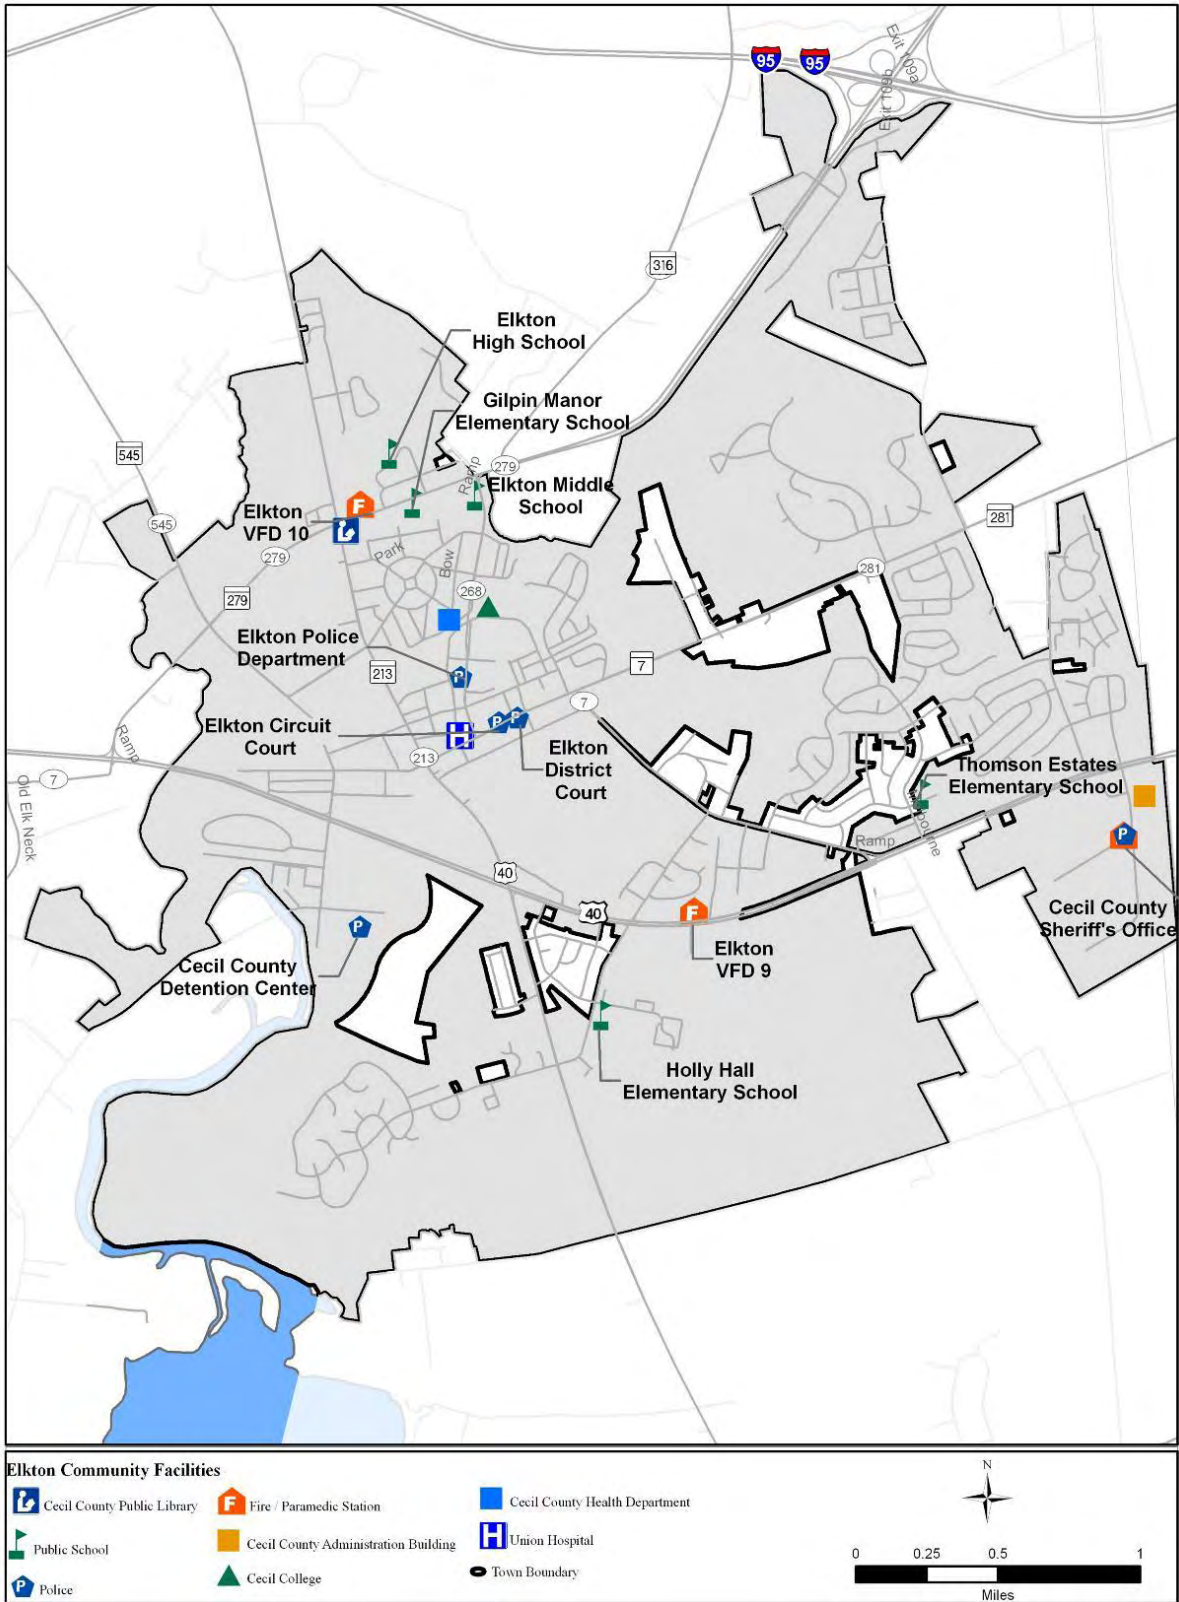 95
95
Exit 109a
Exit 109b
316
Elkton
High School
Gilpin Manor
Elementary School
545
Ramp
279
Elkton Middle
School
Elkton
VFD 10
F
545
281
279
Park
Bow
281
279
268
Elkton Police
Department
P
213
7
Elkton Circuit
Court
P
P
H
7
213
Ramp
Elkton
District
Court
7
Old Elk Neck
Thomson Estates
Elementary School
Ramp
P
40
40
F
Cecil County
Sheriff's Office
P
Elkton
VFD 9
Cecil County
Detention Center
Holly Hall
Elementary School
Elkton Community Facilities
Cecil County Public Library
F Fire / Paramedic Station
Cecil County Health Department
Public School
Cecil County Administration Building
H Union Hospital
P Police
Cecil College
Town Boundary
N
0 0.25 0.5 1
Miles